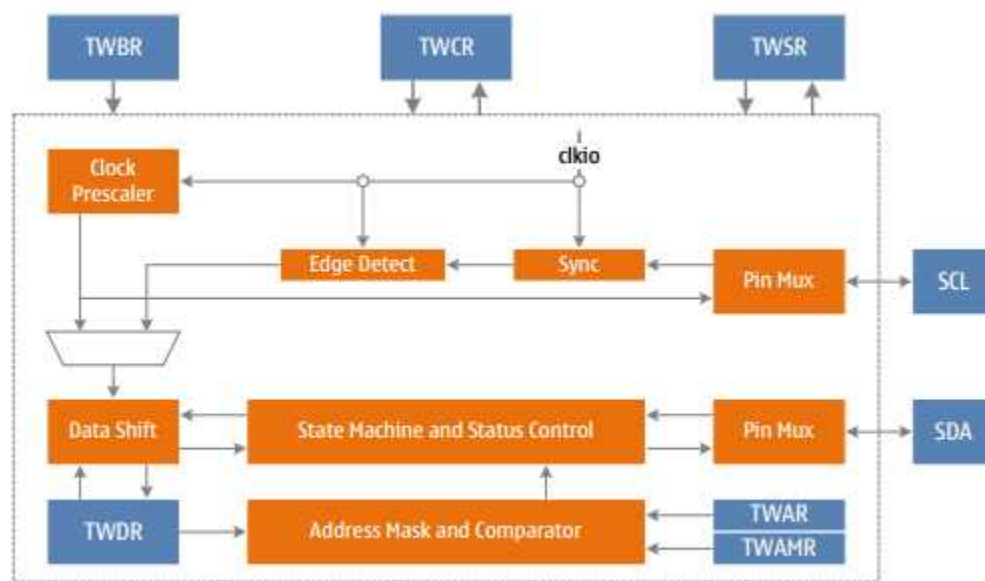 TWBR
TWCR
TWSR
clkio
Clock
Prescaler
Edge Detect
Sync
Pin Mux
SCL
Data Shift
State Machine and Status Control
Pin Mux
SDA
TWDR
Address Mask and Comparator
TWAR
TWAMR